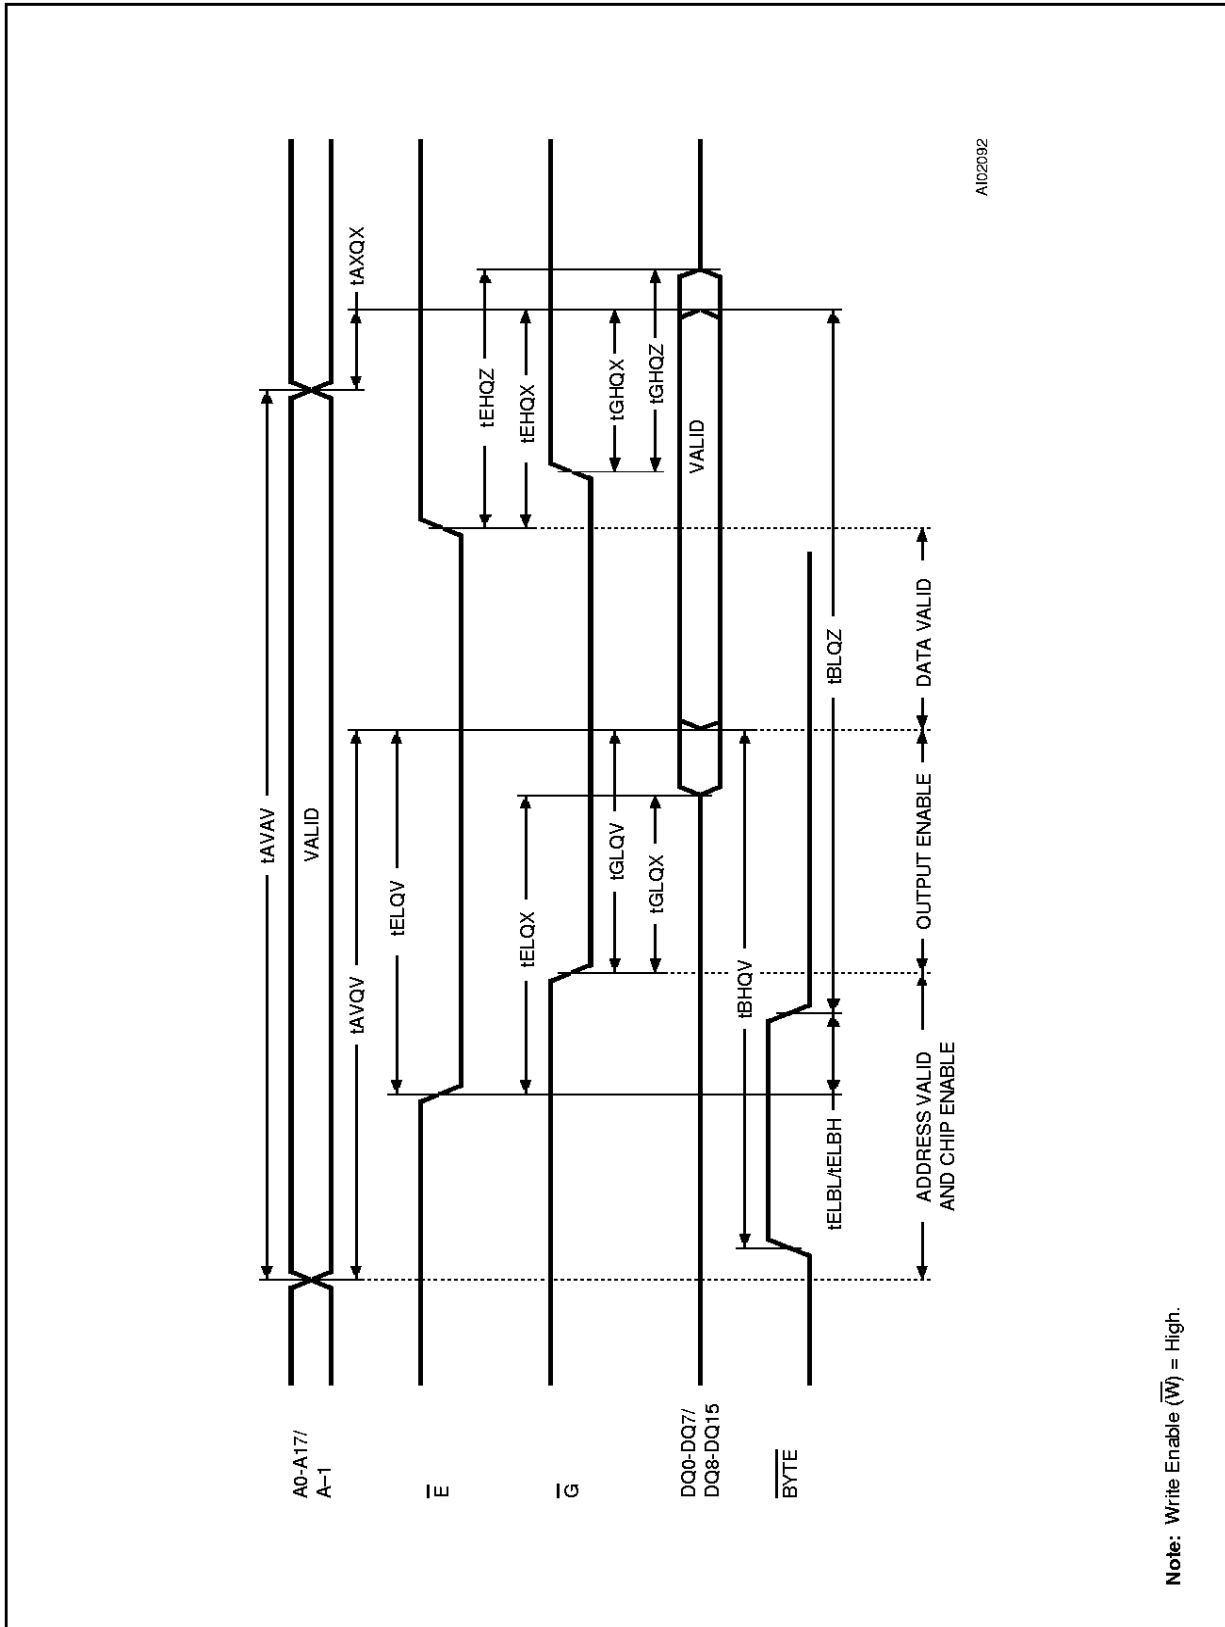 A0-A17/
A–1
tAVAV
VALID
tAVQV
tAXQX
E
tELQV
tEHQZ
tELQX
tEHQX
G
tGLQV
tGHQX
tGLQX
tGHQZ
DQ0-DQ7/
DQ8-DQ15
VALID
tBHQV
BYTE
tELBL/tELBH
tBLQZ
ADDRESS VALID
AND CHIP ENABLE
OUTPUT ENABLE
DATA VALID
AI02092
Note: Write Enable (W) = High.